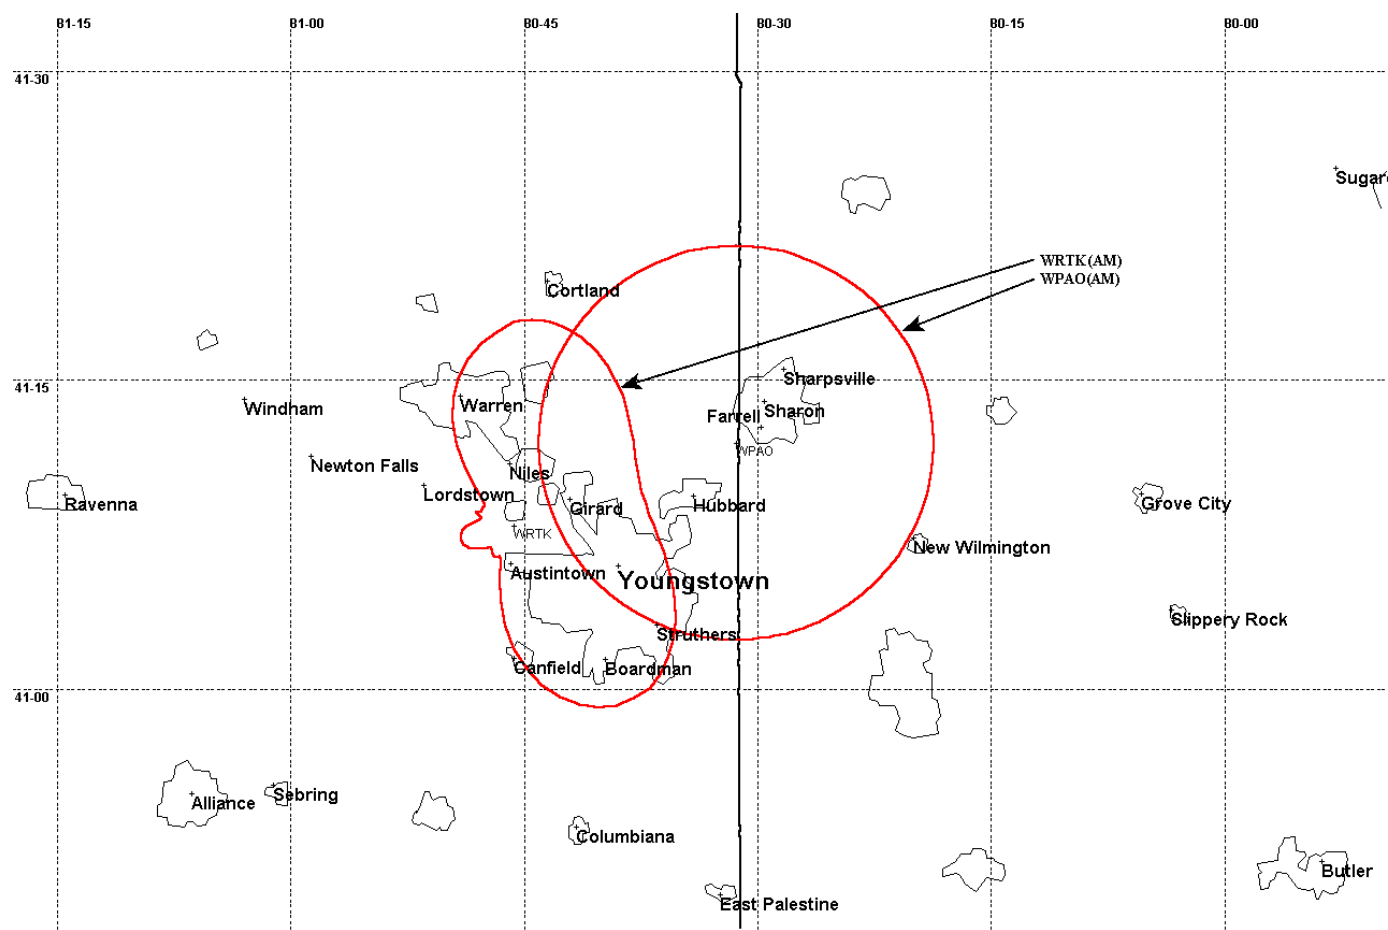 81-15 81-00 80-45 80-30 80-15 80-00
41-30
Sugar
WRTK(AM)
WPAO(AM)
Cortland
41-15
Sharpsville
Windham
Warren
Farrell
Sharon
WPAO
Newton Falls
Niles
Lordstown
Ravenna
Girard
Hubbard
Grove City
WRTK
New Wilmington
Austintown
Youngstown
Slippery Rock
Struthers
Canfield
Boardman
41-00
Sebring
Alliance
Columbiana
Butler
East Palestine